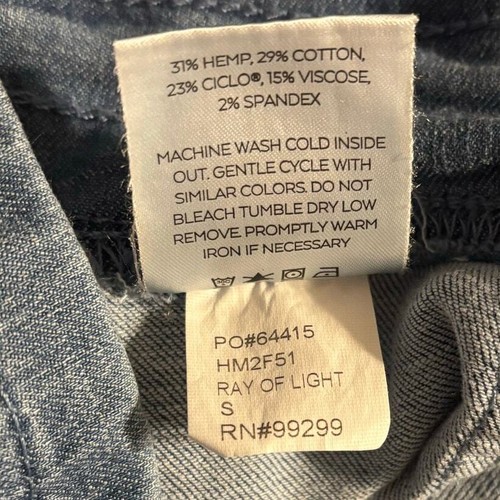 31% HEMP, 29% COTTON,
23% CICLO®, 15% VISCOSE,
2% SPANDEX
MACHINE WASH COLD INSIDE
OUT. GENTLE CYCLE WITH
SIMILAR COLORS. DO NOT
BLEACH TUMBLE DRY LOW
REMOVE PROMPTLY WARM
IRON IF NECESSARY
PO#64415
HM2F51
RAY OF LIGHT
S
RN#99299